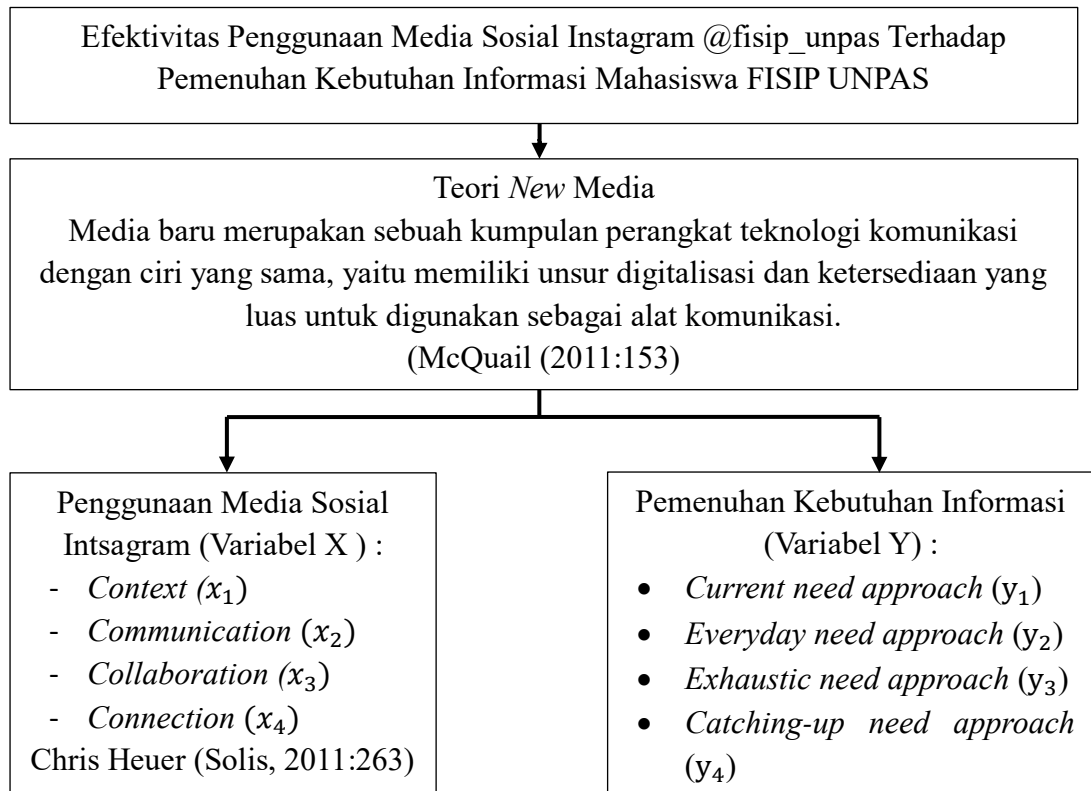 Efektivitas Penggunaan Media Sosial Instagram @fisip_unpas Terhadap
Pemenuhan Kebutuhan Informasi Mahasiswa FISIP UNPAS
Teori New Media
Media baru merupakan sebuah kumpulan perangkat teknologi komunikasi
dengan ciri yang sama, yaitu memiliki unsur digitalisasi dan ketersediaan yang
luas untuk digunakan sebagai alat komunikasi.
(McQuail (2011:153)
Penggunaan Media Sosial
Intsagram (Variabel X ) :
- Context (x₁)
- Communication (x₂)
- Collaboration (x₃)
- Connection (x₄)
Chris Heuer (Solis, 2011:263)
Pemenuhan Kebutuhan Informasi
(Variabel Y) :
• Current need approach (y₁)
• Everyday need approach (y₂)
• Exhaustic need approach (y₃)
• Catching-up need approach
(y₄)